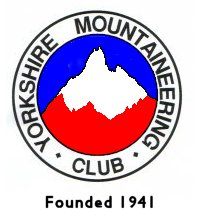 · YORKSHIRE MOUNTAINEERING · CLUB ·
Founded 1941